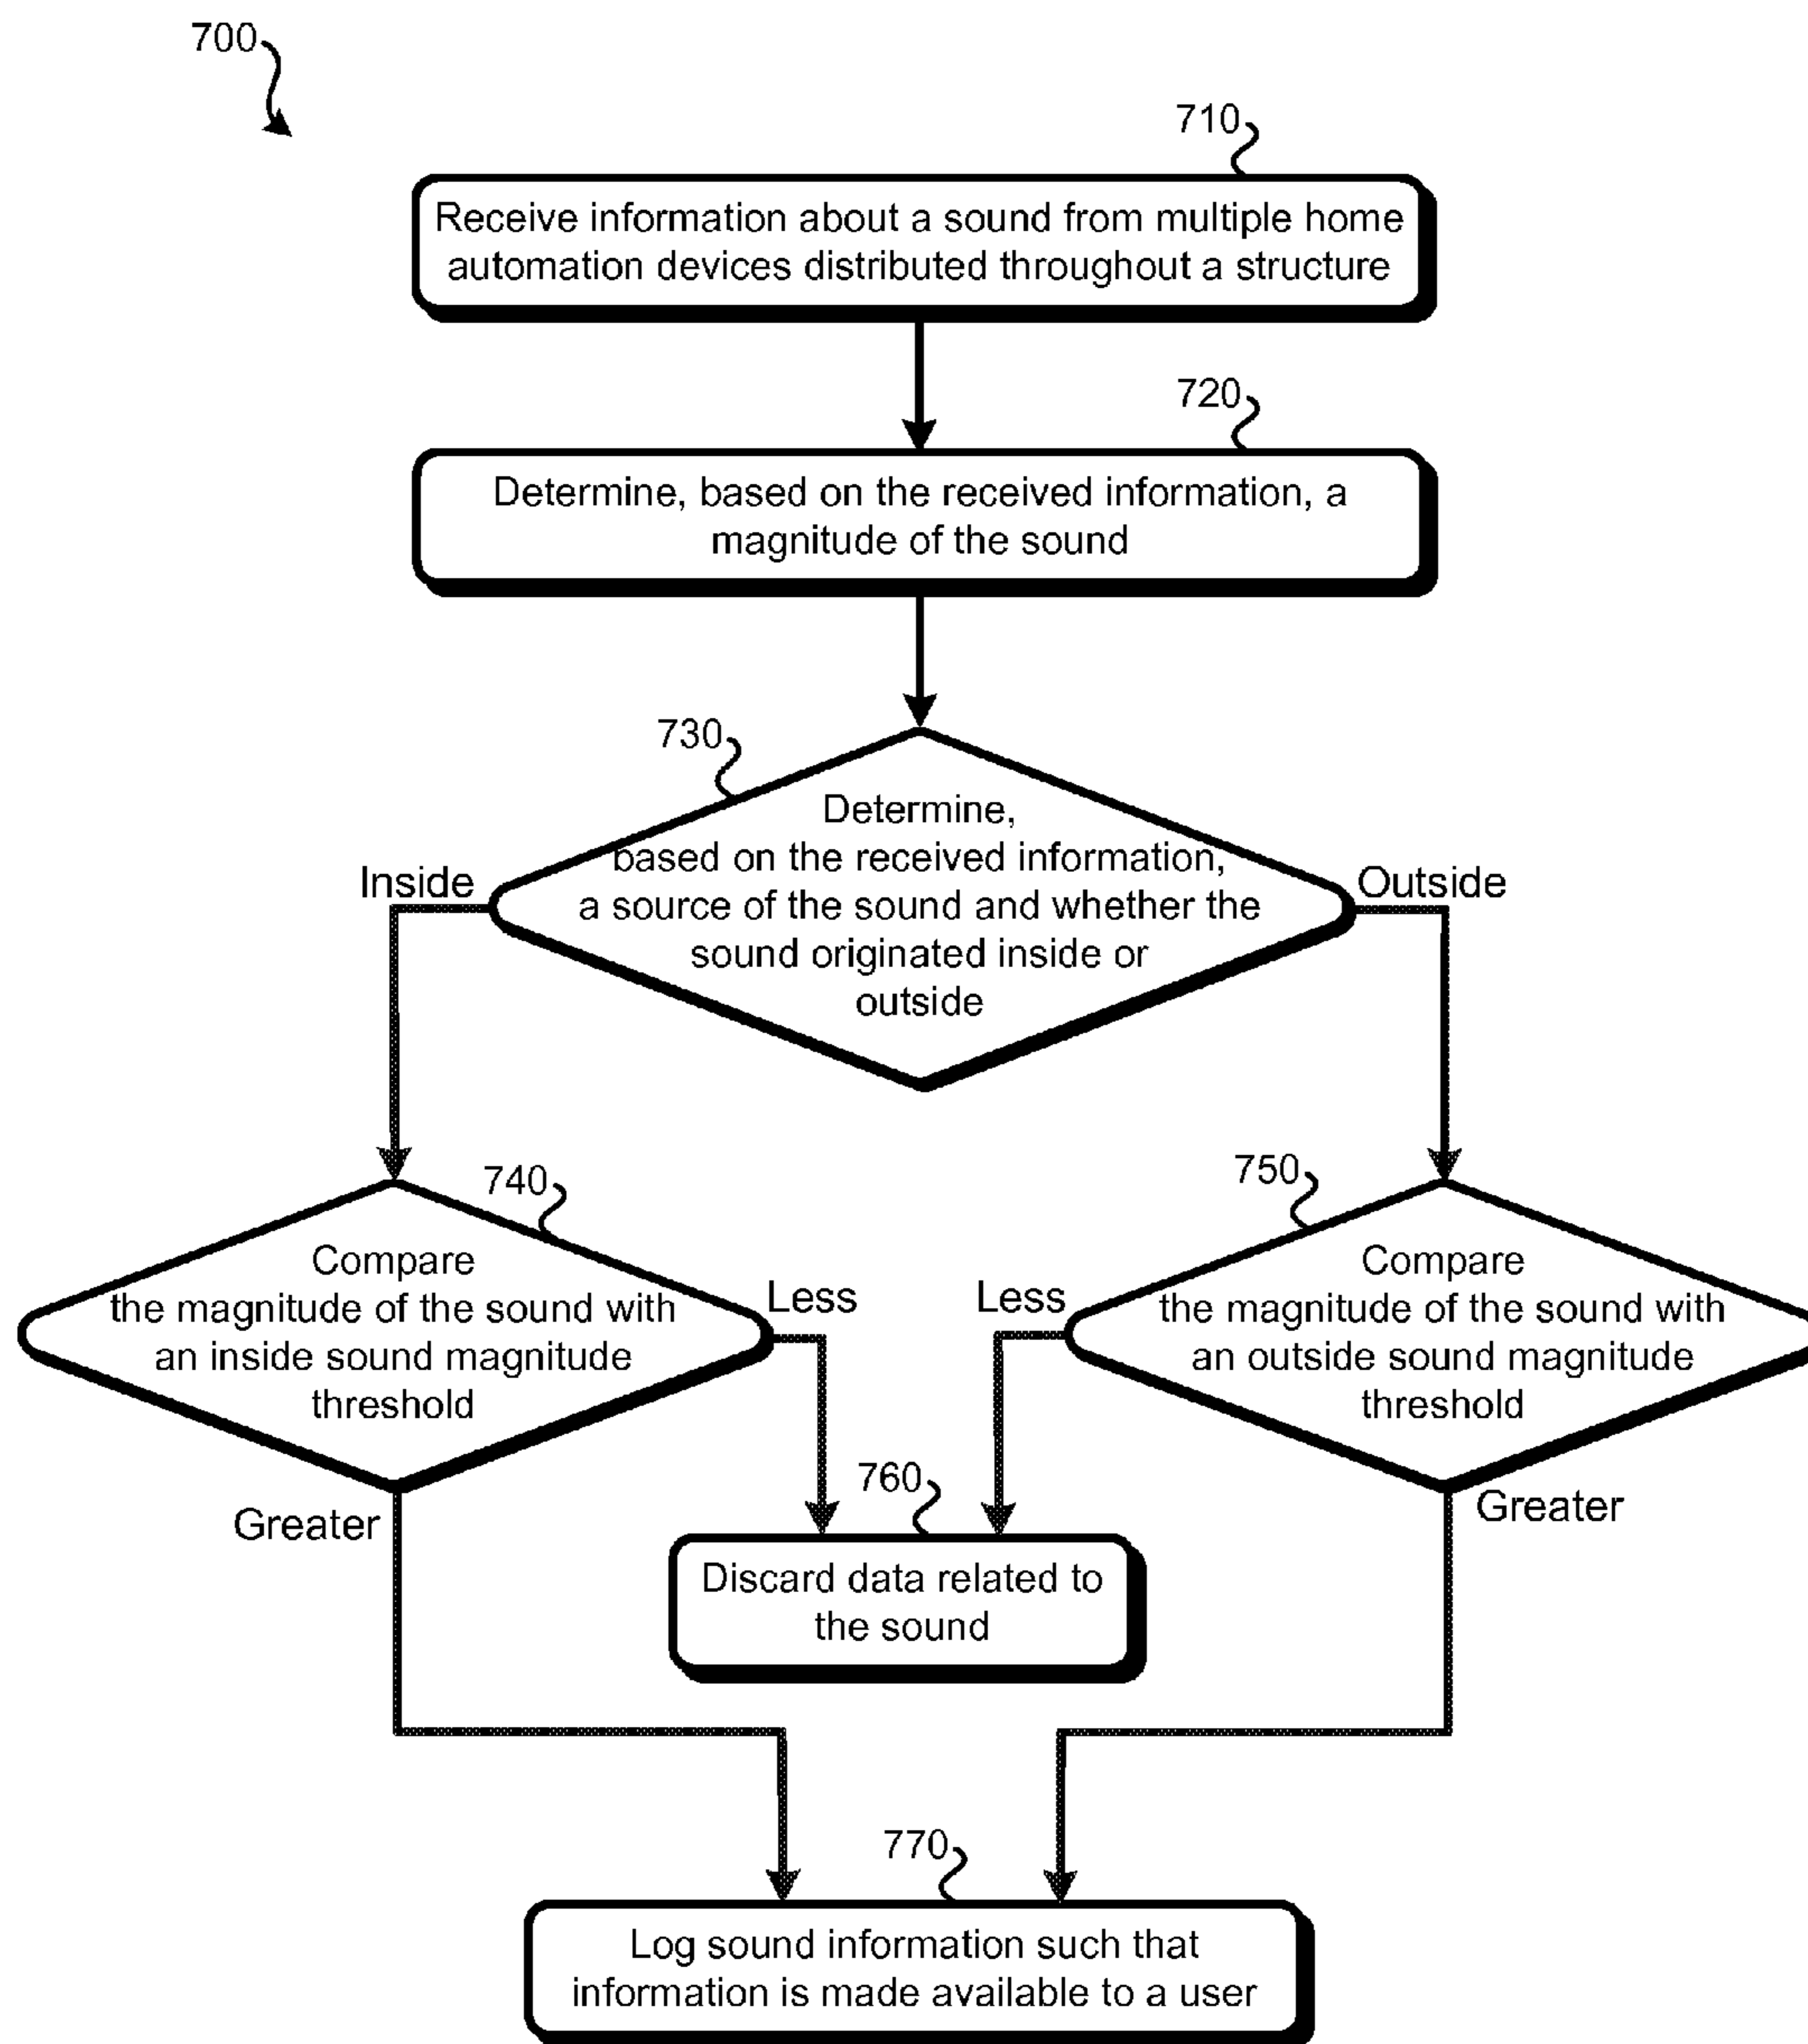 700
710
Receive information about a sound from multiple home
automation devices distributed throughout a structure
720
Determine, based on the received information, a
magnitude of the sound
730
Determine,
based on the received information,
a source of the sound and whether the
sound originated inside or
outside
Inside
Outside
740
Compare
the magnitude of the sound with
an inside sound magnitude
threshold
Less
Greater
750
Compare
the magnitude of the sound with
an outside sound magnitude
threshold
Less
Greater
760
Discard data related to
the sound
770
Log sound information such that
information is made available to a user